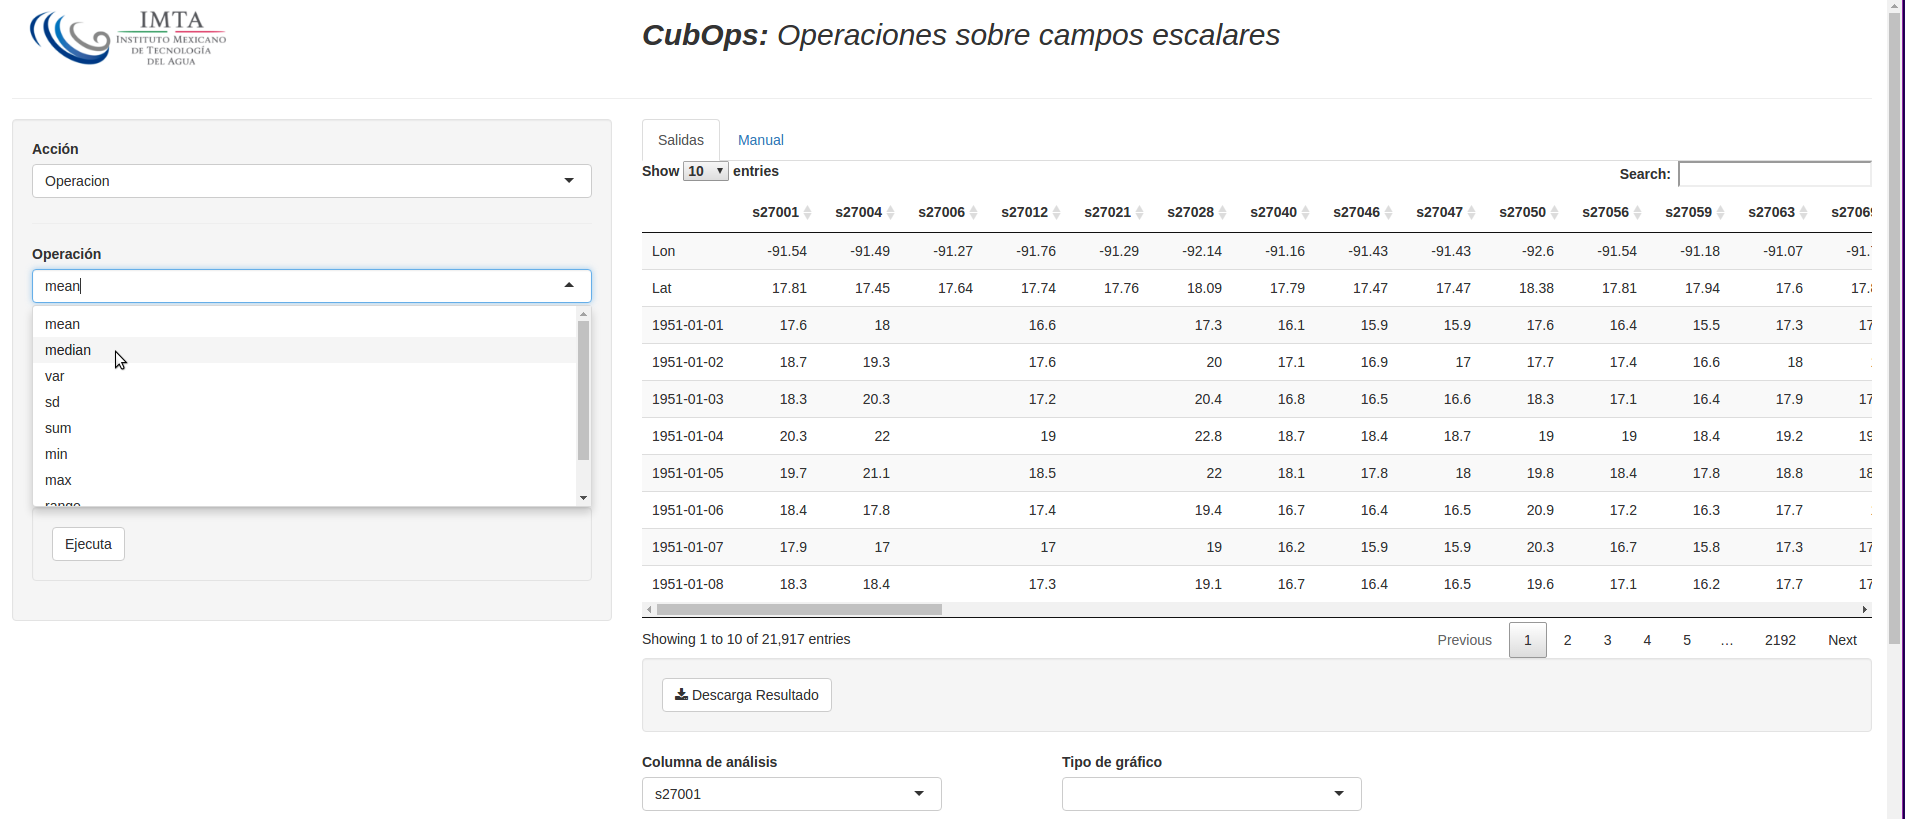 IMTA
INSTITUTO MEXICANO
DE TECNOLOGÍA
DEL AGUA
CubOps: Operaciones sobre campos escalares
Acción
Operacion
Operación
mean
mean
median
var
sd
sum
min
max
range
Ejecuta
Salidas Manual
Show 10 entries Search:
s27001 s27004 s27006 s27012 s27021 s27028 s27040 s27046 s27047 s27050 s27056 s27059 s27063 s2706
Lon -91.54 -91.49 -91.27 -91.76 -91.29 -92.14 -91.16 -91.43 -91.43 -92.6 -91.54 -91.18 -91.07 -91.
Lat 17.81 17.45 17.64 17.74 17.76 18.09 17.79 17.47 17.47 18.38 17.81 17.94 17.6 17.
1951-01-01 17.6 18 16.6 17.3 16.1 15.9 15.9 17.6 16.4 15.5 17.3 17
1951-01-02 18.7 19.3 17.6 20 17.1 16.9 17 17.7 17.4 16.6 18
1951-01-03 18.3 20.3 17.2 20.4 16.8 16.5 16.6 18.3 17.1 16.4 17.9 17
1951-01-04 20.3 22 19 22.8 18.7 18.4 18.7 19 19 18.4 19.2 19
1951-01-05 19.7 21.1 18.5 22 18.1 17.8 18 19.8 18.4 17.8 18.8 18
1951-01-06 18.4 17.8 17.4 19.4 16.7 16.4 16.5 20.9 17.2 16.3 17.7
1951-01-07 17.9 17 17 19 16.2 15.9 15.9 20.3 16.7 15.8 17.3 17
1951-01-08 18.3 18.4 17.3 19.1 16.7 16.4 16.5 19.6 17.1 16.2 17.7 17
Showing 1 to 10 of 21,917 entries Previous 1 2 3 4 5 … 2192 Next
Descarga Resultado
Columna de análisis Tipo de gráfico
s27001